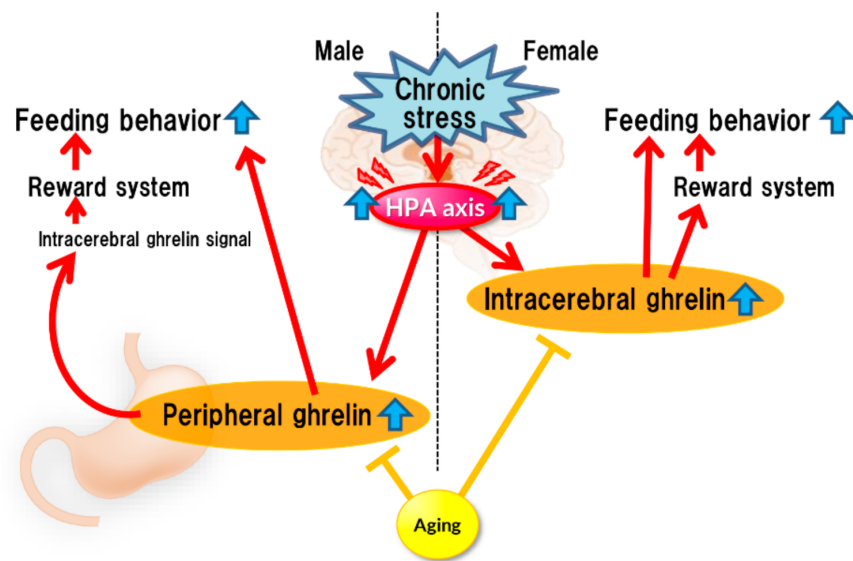 Male
Female
Chronic
stress
Feeding behavior
Feeding behavior
Reward system
Reward system
HPA axis
Intracerebral ghrelin signal
Intracerebral ghrelin
Peripheral ghrelin
Aging